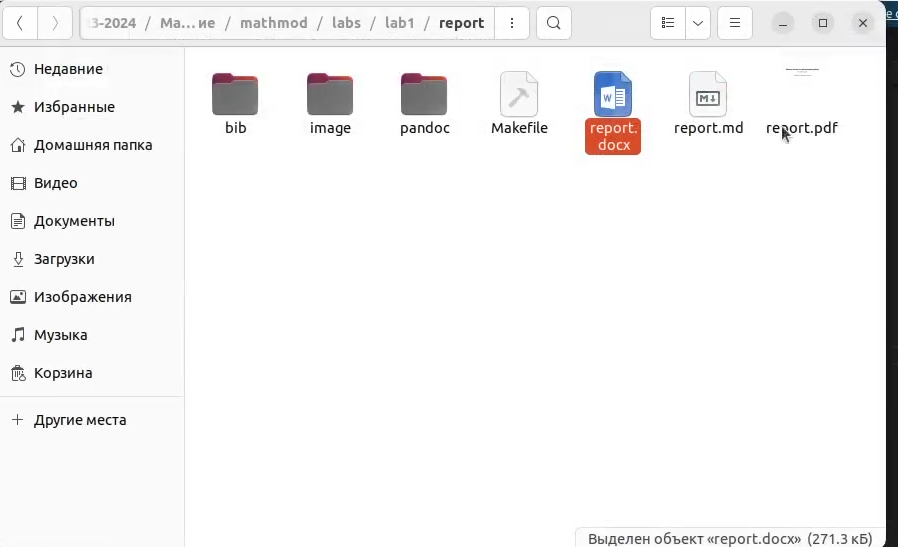 3-2024 / Ма…ие / mathmod / labs / lab1 / report
Недавние
Избранные
Домашняя папка
Видео
Документы
Загрузки
Изображения
Музыка
Корзина
Другие места
bib
image
pandoc
Makefile
report.
docx
report.md
report.pdf
Выделен объект «report.docx» (271.3 кБ)